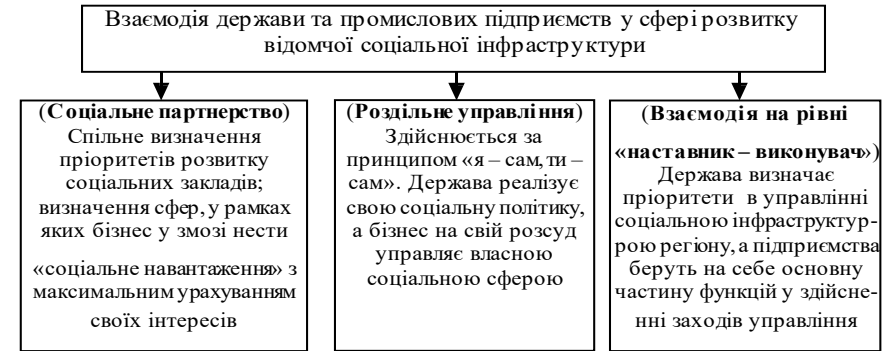 Взаємодія держави та промислових підприємств у сфері розвитку
відомчої соціальної інфраструктури
(Соціальне партнерство)
Спільне визначення
пріоритетів розвитку
соціальних закладів;
визначення сфер, у рамках
яких бізнес у змозі нести
«соціальне навантаження» з
максимальним урахуванням
своїх інтересів
(Роздільне управління)
Здійснюється за
принципом «я – сам, ти –
сам». Держава реалізує
свою соціальну політику,
а бізнес на свій розсуд
управляє власною
соціальною сферою
(Взаємодія на рівні
«наставник – виконувач»)
Держава визначає
пріоритети в управлінні
соціальною інфраструктур-
рою регіону, а підприємства
беруть на себе основну
частину функцій у здійсне-
нні заходів управління